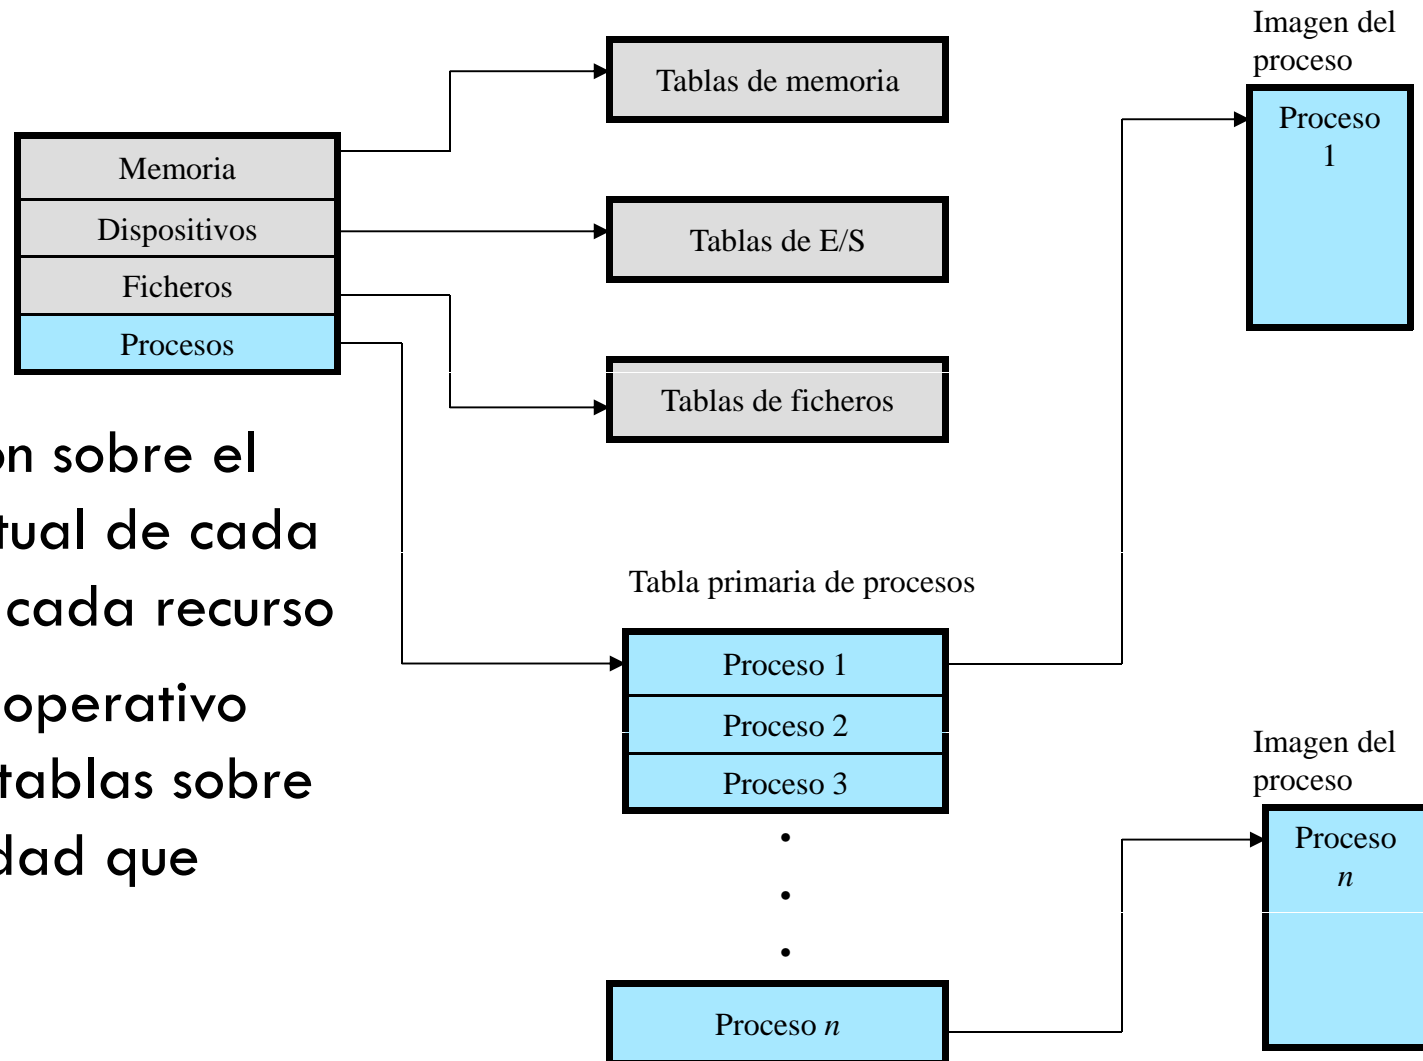 Imagen del
proceso
Proceso
1
Tablas de memoria
Memoria
Dispositivos
Ficheros
Procesos
Tablas de E/S
Tablas de ficheros
sobre el
de cada
cada recurso
operativo
tablas sobre
que
Tabla primaria de procesos
Proceso 1
Proceso 2
Proceso 3
.
.
.
Proceso n
Imagen del
proceso
Proceso
n